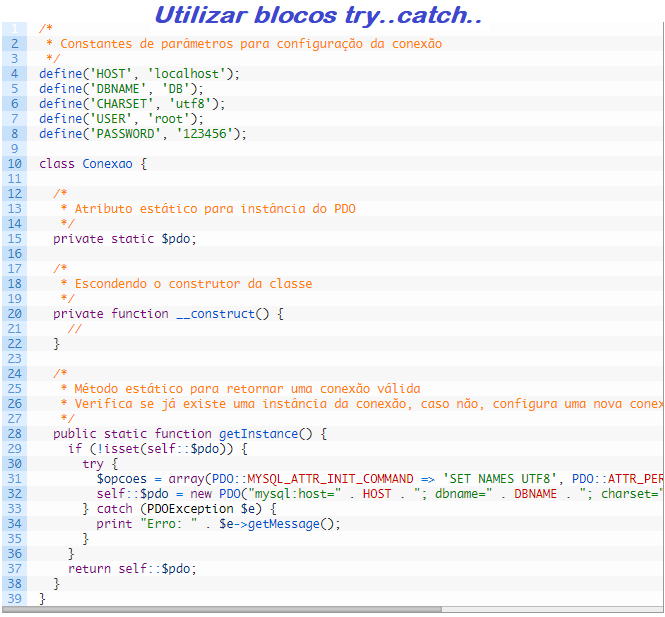 Utilizar blocos try..catch..
1 /*
2 * Constantes de parâmetros para configuração da conexão
3 */
4 define('HOST', 'localhost');
5 define('DBNAME', 'DB');
6 define('CHARSET', 'utf8');
7 define('USER', 'root');
8 define('PASSWORD', '123456');
9
10 class Conexao {
11
12 /*
13 * Atributo estático para instância do PDO
14 */
15 private static $pdo;
16
17 /*
18 * Escondendo o construtor da classe
19 */
20 private function __construct() {
21 //
22 }
23
24 /*
25 * Método estático para retornar uma conexão válida
26 * Verifica se já existe uma instância da conexão, caso não, configura uma nova conex
27 */
28 public static function getInstance() {
29 if (!isset(self::$pdo)) {
30 try {
31 $opcoes = array(PDO::MYSQL_ATTR_INIT_COMMAND => 'SET NAMES UTF8', PDO::ATTR_PER
32 self::$pdo = new PDO("mysql:host=" . HOST . "; dbname=" . DBNAME . "; charset="
33 } catch (PDOException $e) {
34 print "Erro: " . $e->getMessage();
35 }
36 }
37 return self::$pdo;
38 }
39 }